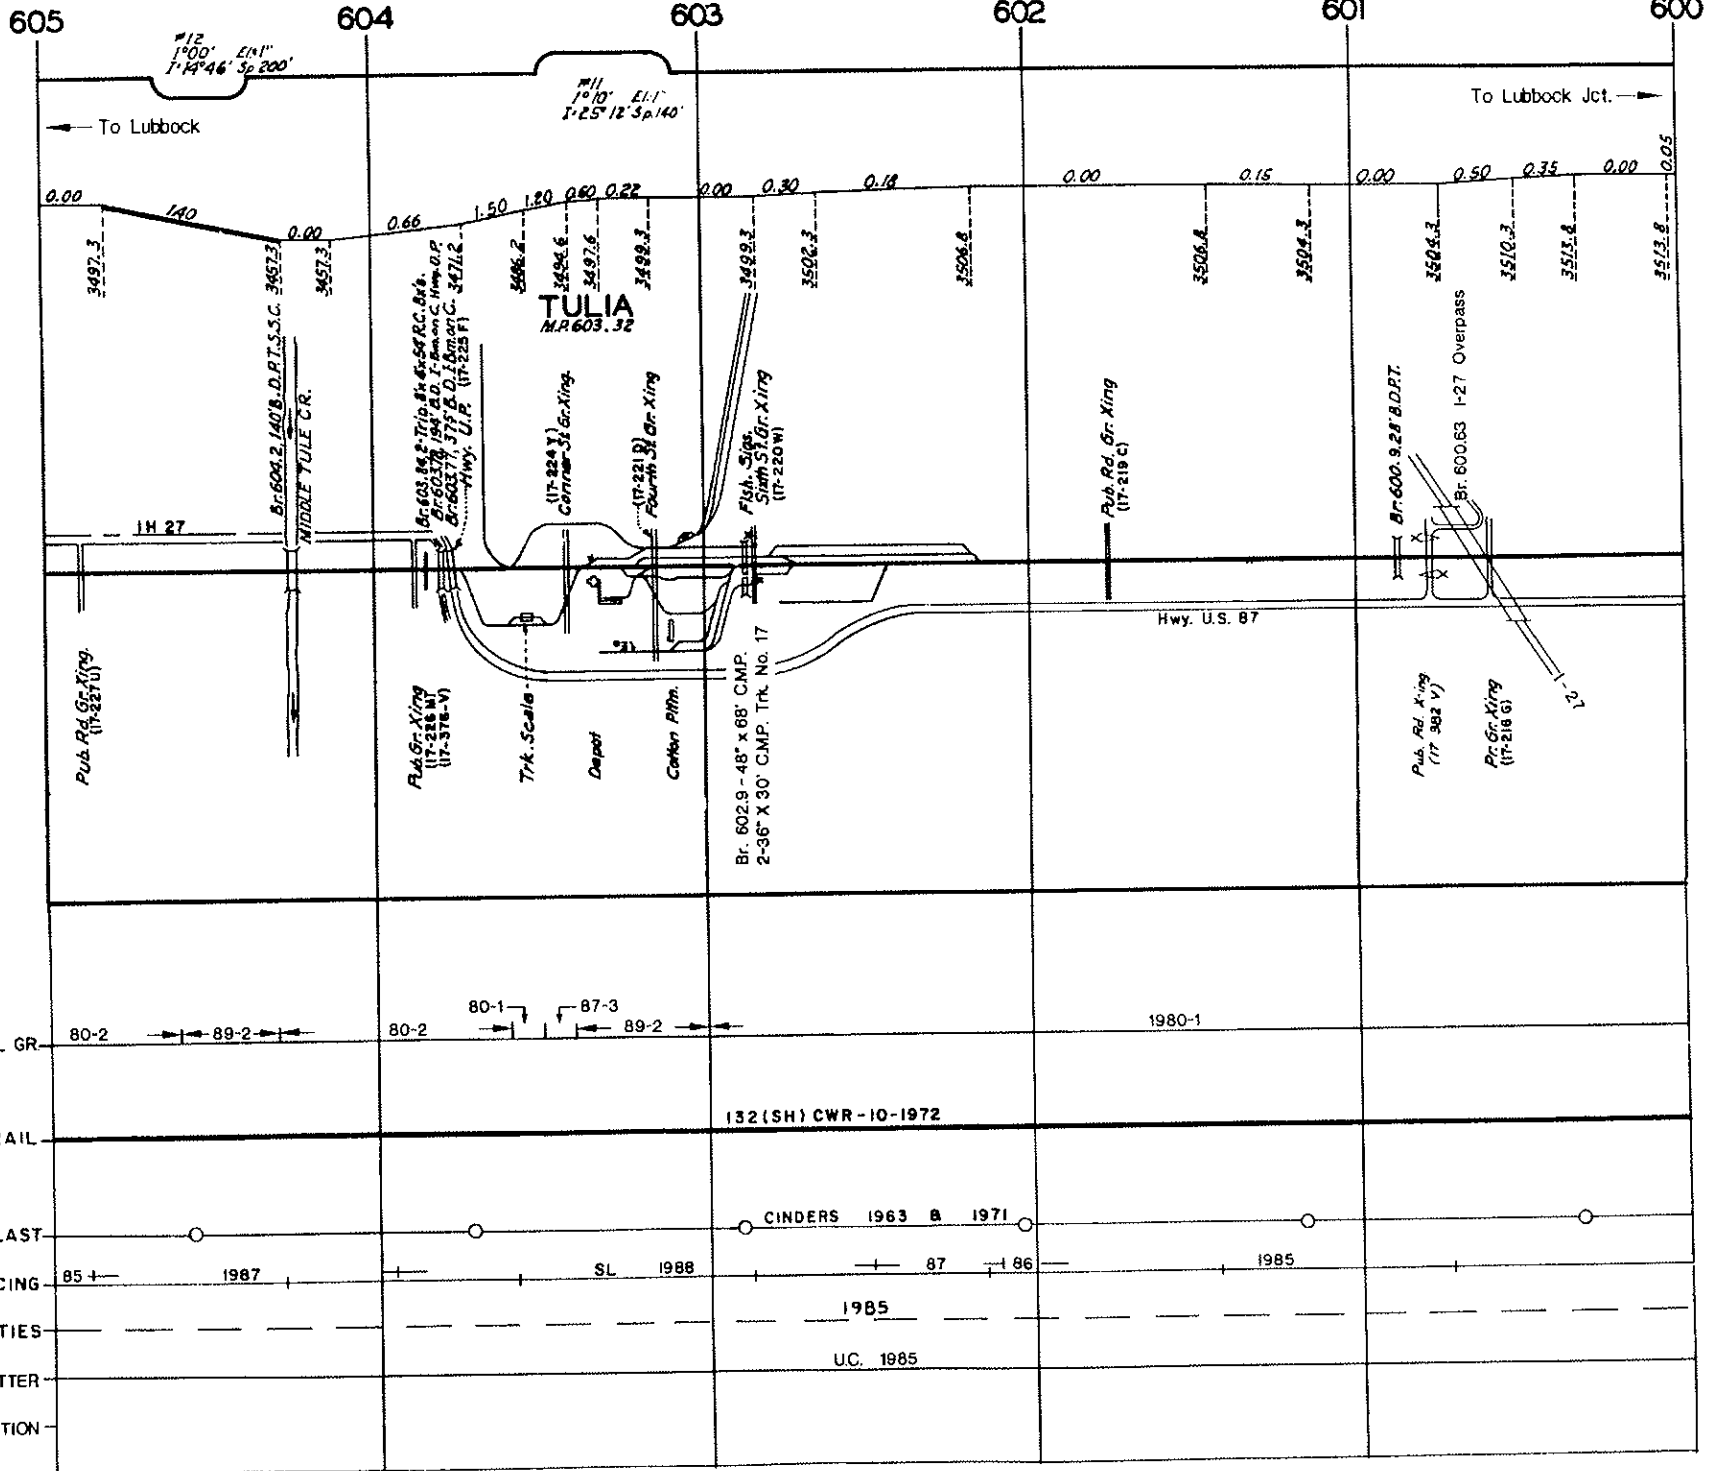 605 604 603 602 601 600
#12
1°00' El.1"
I=14°46' Sp 200'
#11
1°10' El.1"
I=25°12' Sp.140'
To Lubbock
To Lubbock Jct.
0.00 .140 0.00 0.66 1.50 1.20 0.60 0.22 0.00 0.30 0.18 0.00 0.15 0.00 0.50 0.35 0.00 0.05
3497.3 3457.3 3457.3 3471.2 3486.2 3494.6 3497.6 3499.3 3499.3 3502.3 3506.8 3506.8 3504.3 3504.3 3510.3 3513.8 3513.8
TULIA
M.P. 603.32
Br. 604.2, 140' B.D.P.T.S.S.C.
MIDDLE TULE CR.
Hwy. U.P. (17-225 F)
(17-224 Y)
Conner St Gr. Xing.
(17-221 D)
Fourth St. Gr. Xing
Flsh. Sigs.
Sixth St. Gr. Xing
(17-220W)
Pub. Rd. Gr. Xing
(17-219 C)
Br. 600.9, 28' B.D.P.T.
Br. 600.63 I-27 Overpass
IH 27
Hwy. U.S. 87
I-27
Pub. Rd. Gr. Xing.
(17-227U)
Pub. Gr. Xing
(17-226 M)
(17-376-V)
Trk. Scale
Depot
Cotton Pltfm.
Br. 602.9 - 48" x 68' C.M.P.
2-36" X 30' C.M.P. Trk. No. 17
Pub. Rd. X-ing
(17 382 V)
Pr. Gr. Xing
(17-218 G)
80-1 87-3
L GR. 80-2 89-2 80-2 89-2 1980-1
AIL 132 (SH) CWR-10-1972
LAST CINDERS 1963 & 1971
CING 85 1987 SL 1988 87 86 1985
TIES 1985
TTER U.C. 1985
TION